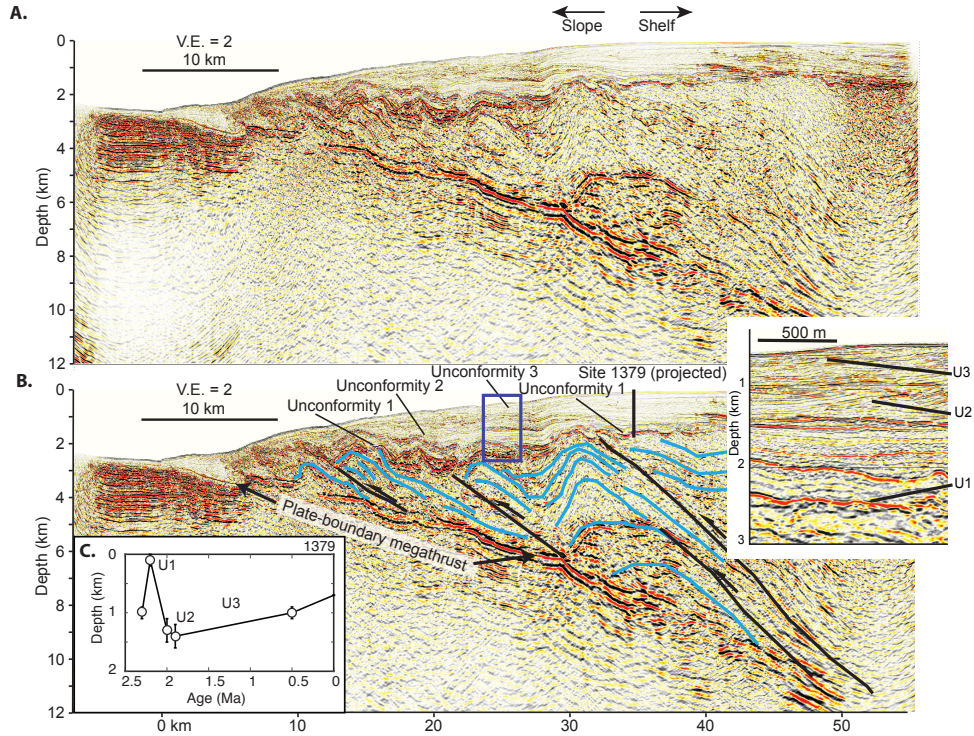 A.
Slope
Shelf
V.E. = 2
10 km
0
2
4
6
8
10
12
Depth (km)
B.
V.E. = 2
10 km
Unconformity 1
Unconformity 2
Unconformity 3
Unconformity 1
Site 1379 (projected)
0
2
4
6
8
10
12
Depth (km)
Plate-boundary megathrust
0 km
10
20
30
40
50
500 m
1
2
3
Depth (km)
U3
U2
U1
C.
1379
0
1
2
Depth (km)
U1
U2
U3
2.5
2
1.5
1
0.5
0
Age (Ma)